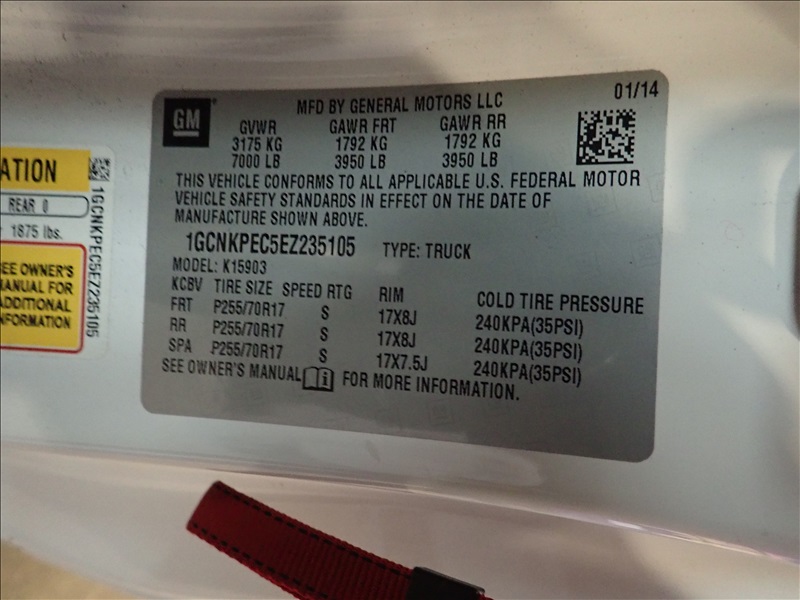 ATION
REAR 0
1875 lbs.
SEE OWNER'S
MANUAL FOR
ADDITIONAL
INFORMATION
1GCNKPEC5EZ235105
GM
MFD BY GENERAL MOTORS LLC
01/14
GVWR GAWR FRT GAWR RR
3175 KG 1792 KG 1792 KG
7000 LB 3950 LB 3950 LB
THIS VEHICLE CONFORMS TO ALL APPLICABLE U.S. FEDERAL MOTOR
VEHICLE SAFETY STANDARDS IN EFFECT ON THE DATE OF
MANUFACTURE SHOWN ABOVE.
1GCNKPEC5EZ235105 TYPE: TRUCK
MODEL: K15903
KCBV TIRE SIZE SPEED RTG RIM COLD TIRE PRESSURE
FRT P255/70R17 S 17X8J 240KPA(35PSI)
RR P255/70R17 S 17X8J 240KPA(35PSI)
SPA P255/70R17 S 17X7.5J 240KPA(35PSI)
SEE OWNER'S MANUAL FOR MORE INFORMATION.